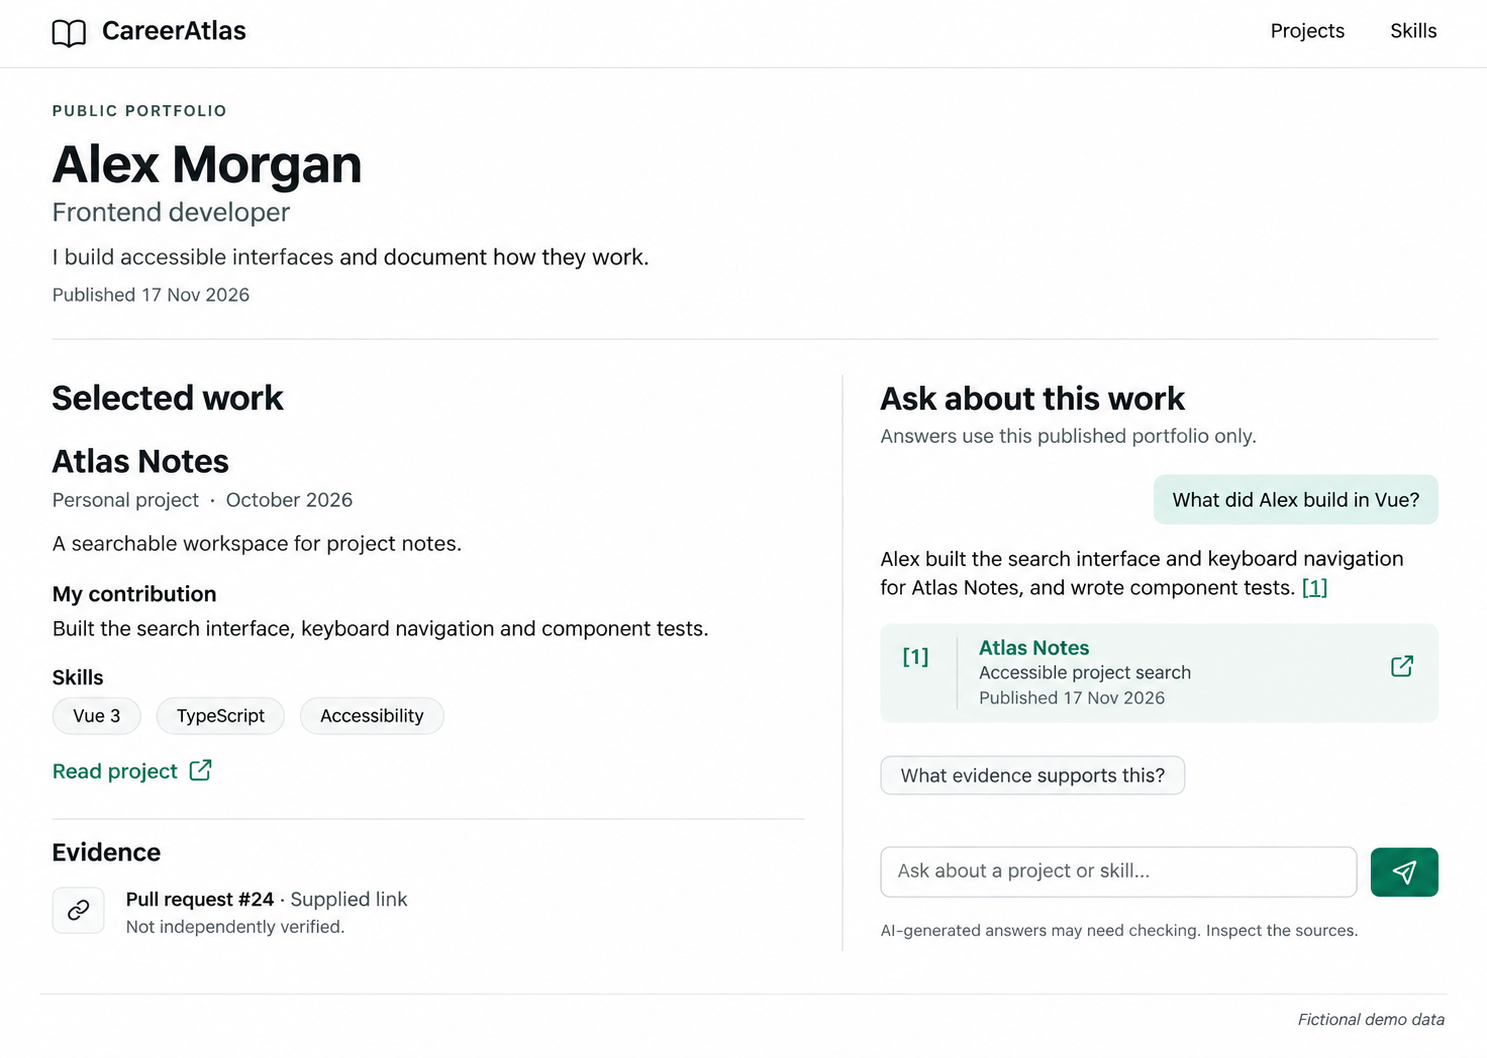 CareerAtlas
Projects
Skills
PUBLIC PORTFOLIO
Alex Morgan
Frontend developer
I build accessible interfaces and document how they work.
Published 17 Nov 2026
Selected work
Atlas Notes
Personal project · October 2026
A searchable workspace for project notes.
My contribution
Built the search interface, keyboard navigation and component tests.
Skills
Vue 3
TypeScript
Accessibility
Read project
Evidence
Pull request #24 · Supplied link
Not independently verified.
Ask about this work
Answers use this published portfolio only.
What did Alex build in Vue?
Alex built the search interface and keyboard navigation
for Atlas Notes, and wrote component tests. [1]
[1]
Atlas Notes
Accessible project search
Published 17 Nov 2026
What evidence supports this?
Ask about a project or skill...
AI-generated answers may need checking. Inspect the sources.
Fictional demo data